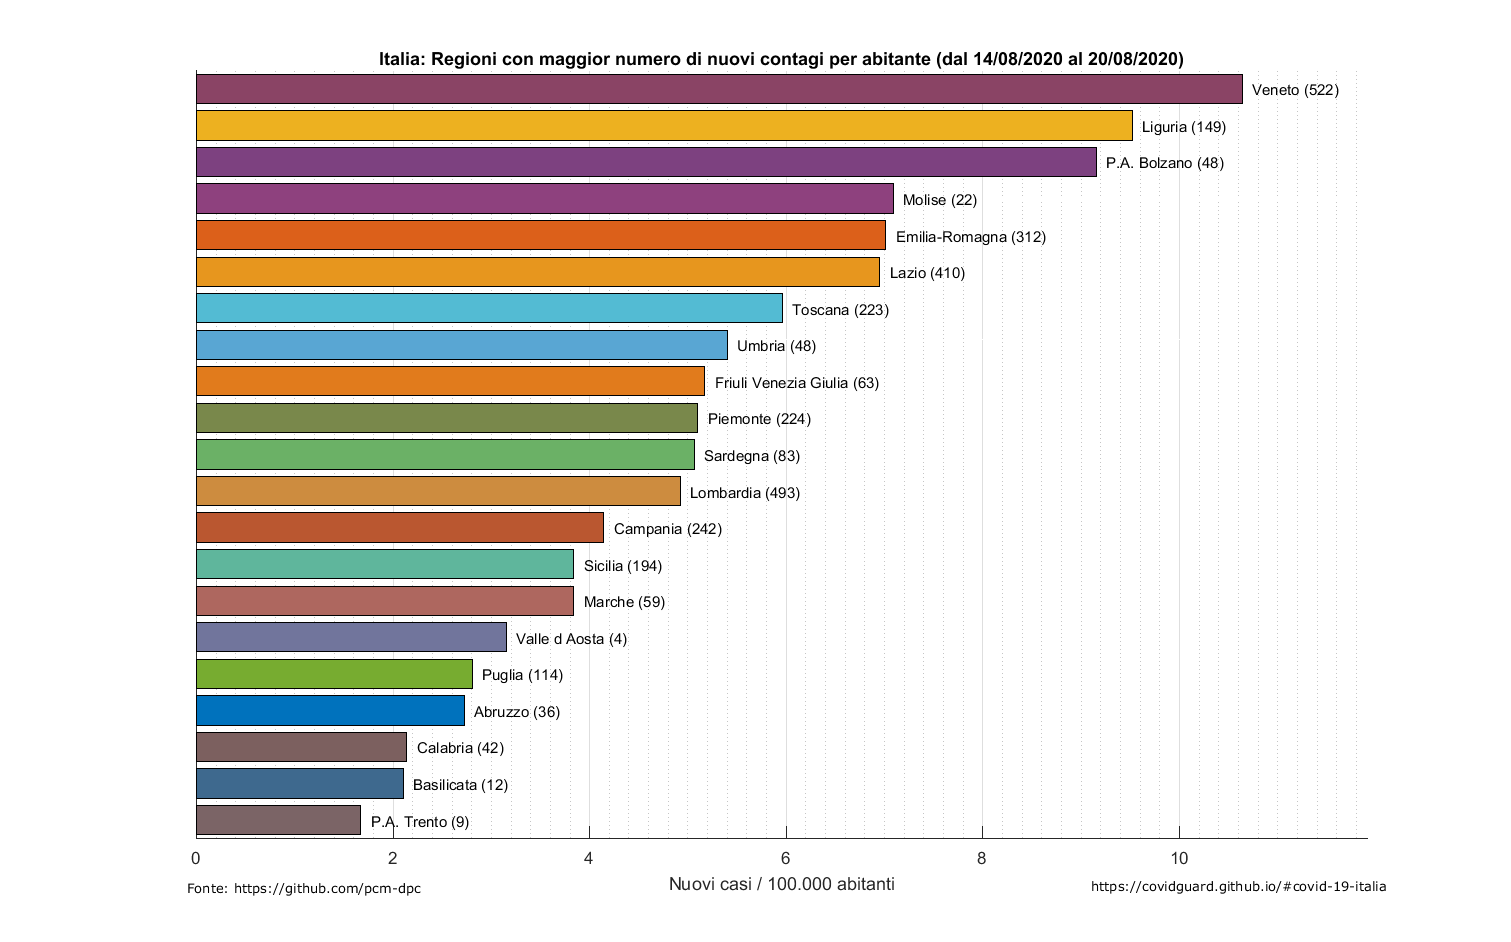 Italia: Regioni con maggior numero di nuovi contagi per abitante (dal 14/08/2020 al 20/08/2020)
Veneto (522)
Liguria (149)
P.A. Bolzano (48)
Molise (22)
Emilia-Romagna (312)
Lazio (410)
Toscana (223)
Umbria (48)
Friuli Venezia Giulia (63)
Piemonte (224)
Sardegna (83)
Lombardia (493)
Campania (242)
Sicilia (194)
Marche (59)
Valle d Aosta (4)
Puglia (114)
Abruzzo (36)
Calabria (42)
Basilicata (12)
P.A. Trento (9)
0 2 4 6 8 10
Nuovi casi / 100.000 abitanti
Fonte: https://github.com/pcm-dpc
https://covidguard.github.io/#covid-19-italia